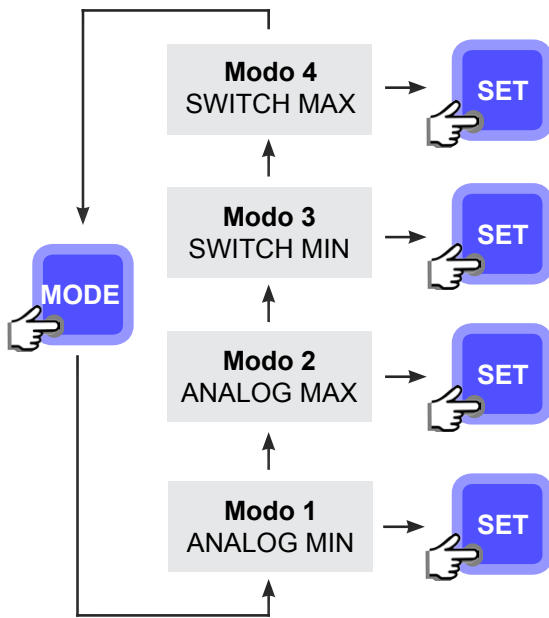 Modo 4
SWITCH MAX
SET
Modo 3
SWITCH MIN
SET
MODE
Modo 2
ANALOG MAX
SET
Modo 1
ANALOG MIN
SET